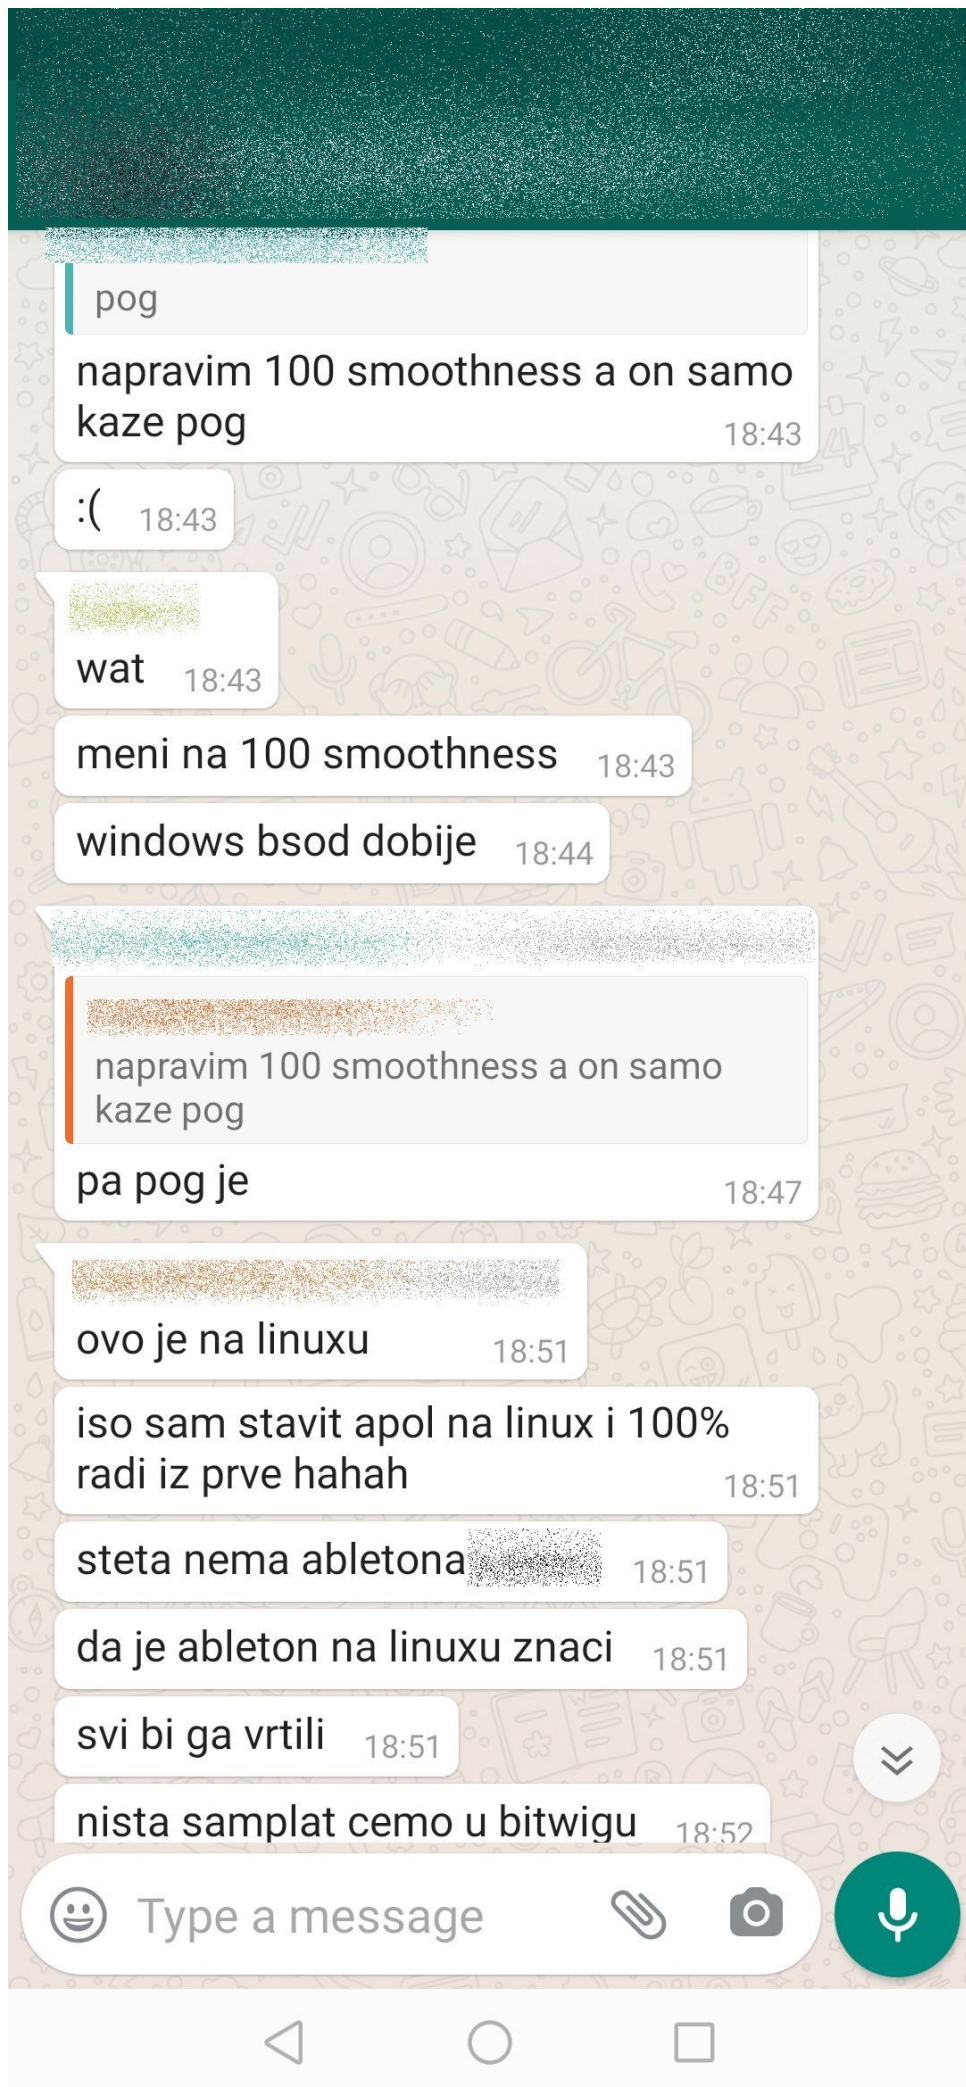 pog
napravim 100 smoothness a on samo
kaze pog
18:43
:(
18:43
wat
18:43
meni na 100 smoothness
18:43
windows bsod dobije
18:44
napravim 100 smoothness a on samo
kaze pog
pa pog je
18:47
ovo je na linuxu
18:51
iso sam stavit apol na linux i 100%
radi iz prve hahah
18:51
steta nema abletona
18:51
da je ableton na linuxu znaci
18:51
svi bi ga vrtili
18:51
nista samplat cemo u bitwigu
18:52
Type a message